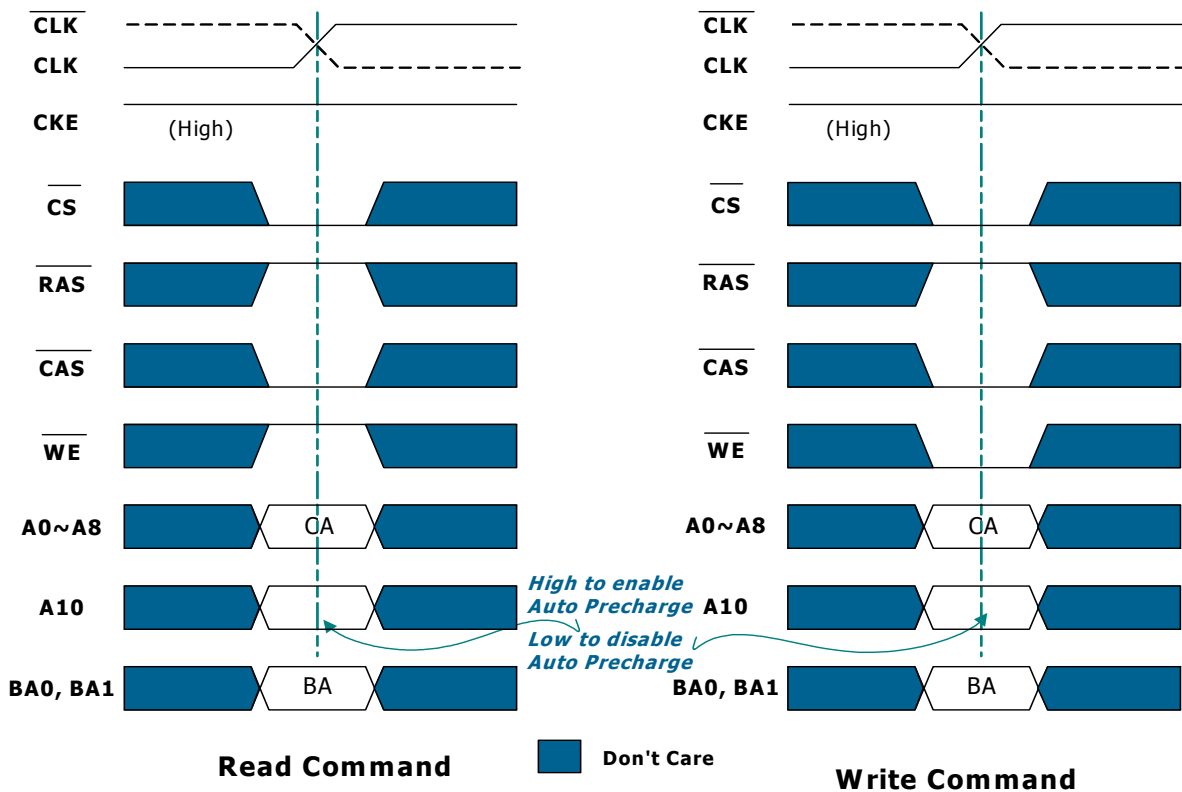 CLK
CLK
CKE
(High)
CS
RAS
CAS
WE
A0~A8
CA
A10
BA0, BA1
BA
Read Command
High to enable
Auto Precharge
Low to disable
Auto Precharge
Don't Care
CLK
CLK
CKE
(High)
CS
RAS
CAS
WE
A0~A8
CA
A10
BA0, BA1
BA
Write Command